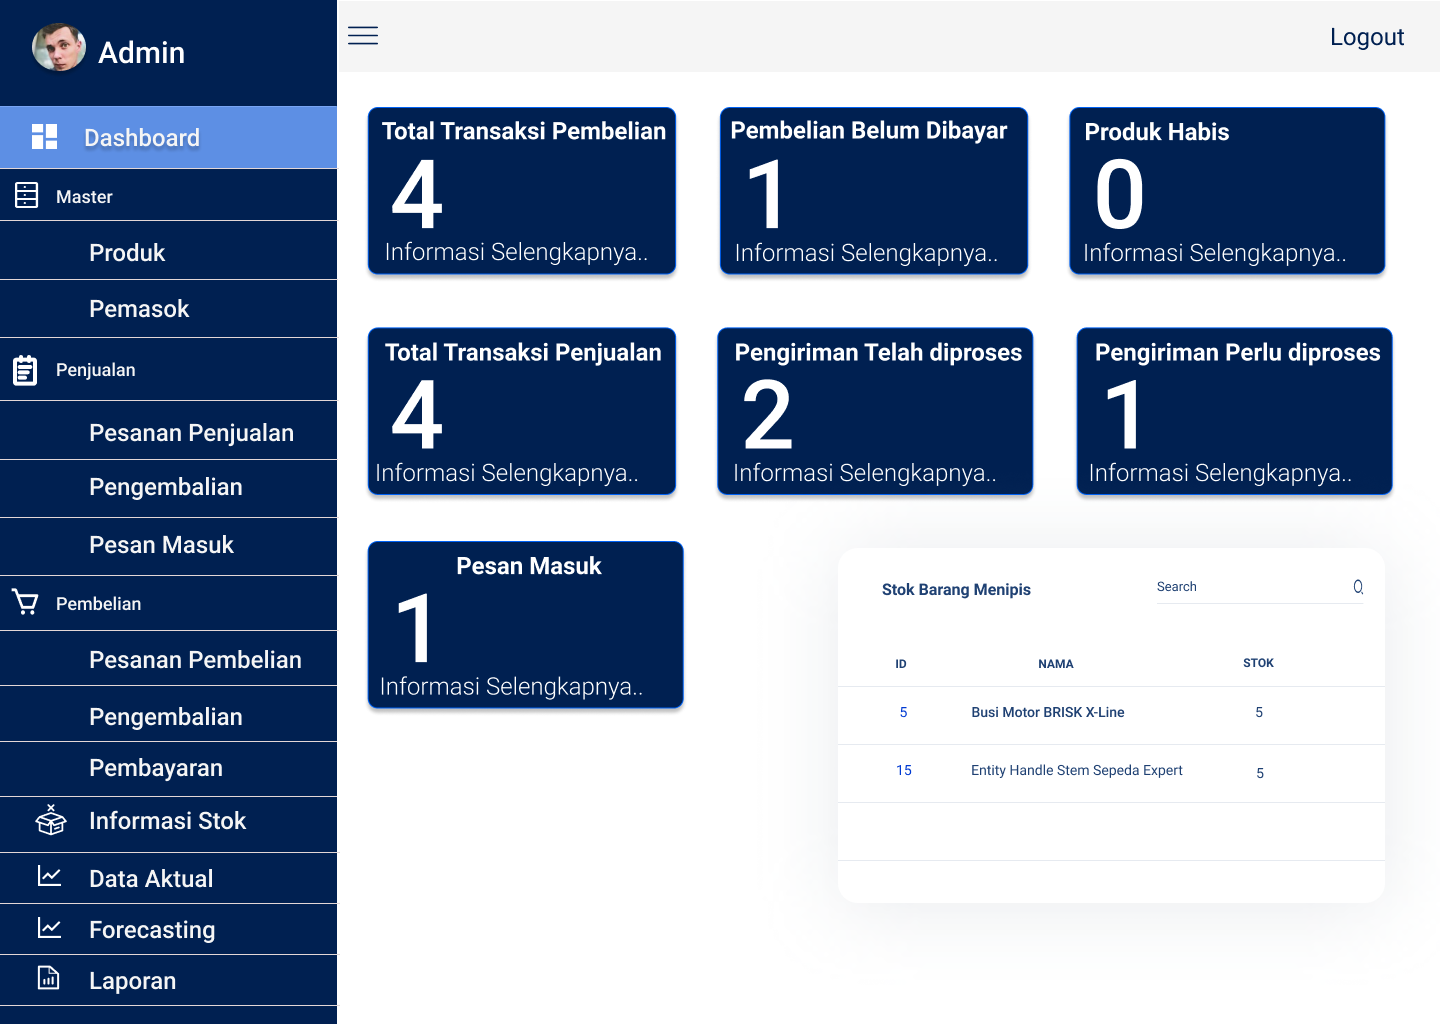 Admin
Dashboard
Master
Produk
Pemasok
Penjualan
Pesanan Penjualan
Pengembalian
Pesan Masuk
Pembelian
Pesanan Pembelian
Pengembalian
Pembayaran
Informasi Stok
Data Aktual
Forecasting
Laporan
Logout
Total Transaksi Pembelian
4
Informasi Selengkapnya..
Pembelian Belum Dibayar
1
Informasi Selengkapnya..
Produk Habis
0
Informasi Selengkapnya..
Total Transaksi Penjualan
4
Informasi Selengkapnya..
Pengiriman Telah diproses
2
Informasi Selengkapnya..
Pengiriman Perlu diproses
1
Informasi Selengkapnya..
Pesan Masuk
1
Informasi Selengkapnya..
Stok Barang Menipis
Search
ID NAMA STOK
5 Busi Motor BRISK X-Line 5
15 Entity Handle Stem Sepeda Expert 5